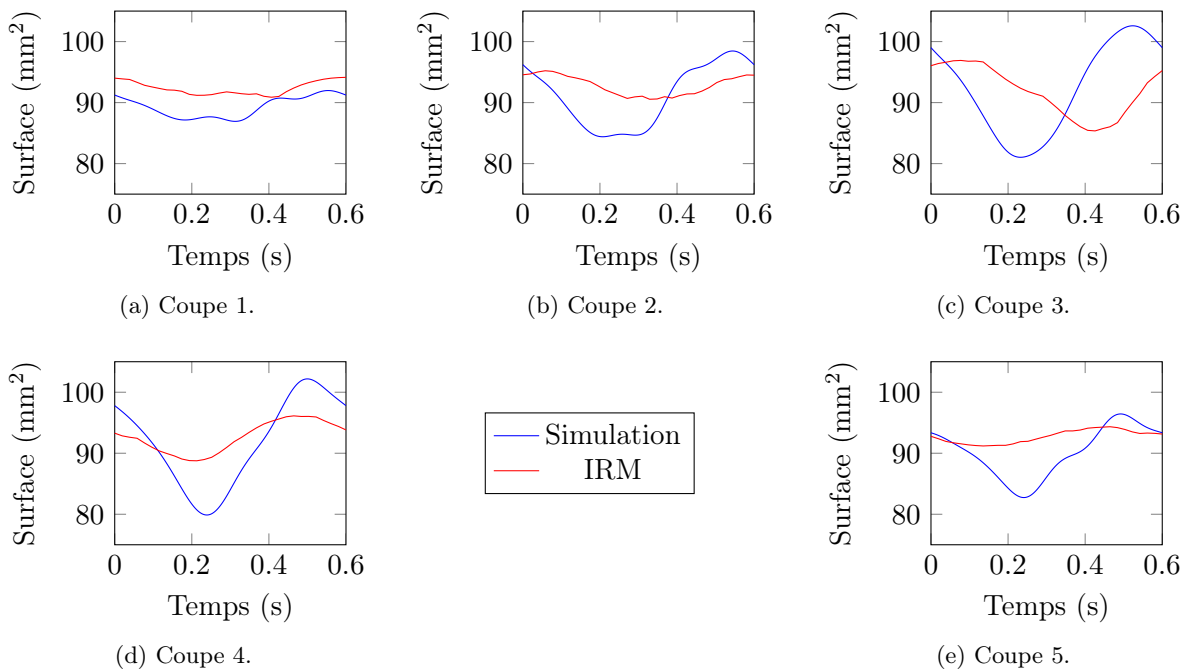 100
90
80
Surface (mm²)
0 0.2 0.4 0.6
Temps (s)
(a) Coupe 1.
100
90
80
Surface (mm²)
0 0.2 0.4 0.6
Temps (s)
(b) Coupe 2.
100
90
80
Surface (mm²)
0 0.2 0.4 0.6
Temps (s)
(c) Coupe 3.
100
90
80
Surface (mm²)
0 0.2 0.4 0.6
Temps (s)
(d) Coupe 4.
Simulation
IRM
100
90
80
Surface (mm²)
0 0.2 0.4 0.6
Temps (s)
(e) Coupe 5.